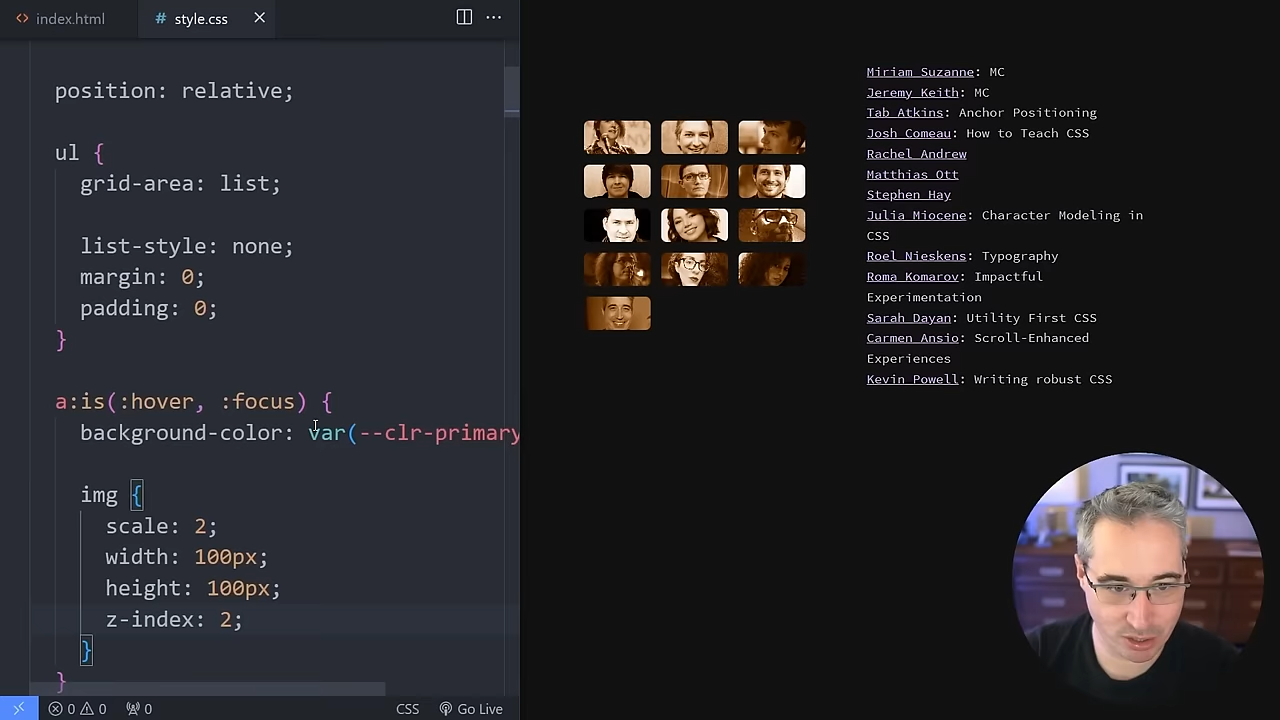 index.html
style.css
position: relative;
ul {
grid-area: list;
list-style: none;
margin: 0;
padding: 0;
}
a:is(:hover, :focus) {
background-color: var(--clr-primary
img {
scale: 2;
width: 100px;
height: 100px;
z-index: 2;
}
}
0 0 0
CSS
Go Live
Miriam Suzanne: MC
Jeremy Keith: MC
Tab Atkins: Anchor Positioning
Josh Comeau: How to Teach CSS
Rachel Andrew
Matthias Ott
Stephen Hay
Julia Miocene: Character Modeling in
CSS
Roel Nieskens: Typography
Roma Komarov: Impactful
Experimentation
Sarah Dayan: Utility First CSS
Carmen Ansio: Scroll-Enhanced
Experiences
Kevin Powell: Writing robust CSS